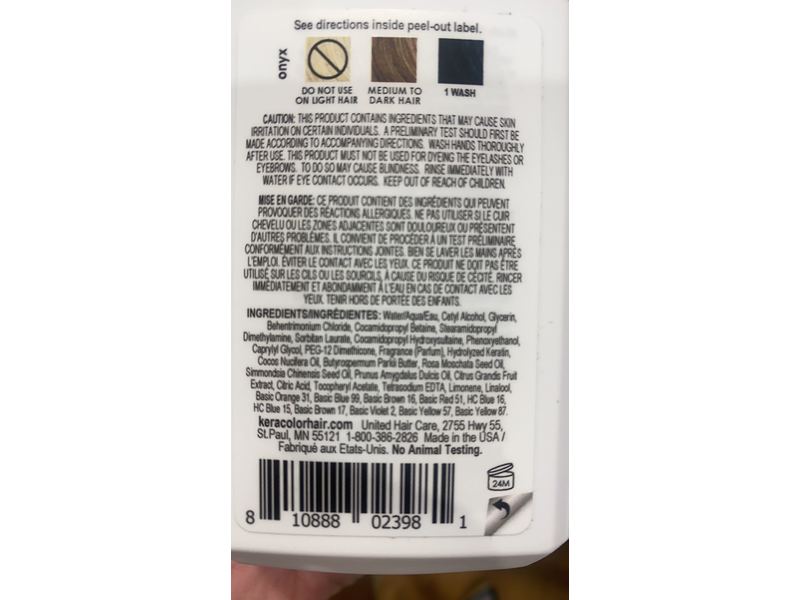 See directions inside peel-out label.
onyx
DO NOT USE ON LIGHT HAIR
MEDIUM TO DARK HAIR
1 WASH
CAUTION: THIS PRODUCT CONTAINS INGREDIENTS THAT MAY CAUSE SKIN
IRRITATION ON CERTAIN INDIVIDUALS. A PRELIMINARY TEST SHOULD FIRST BE
MADE ACCORDING TO ACCOMPANYING DIRECTIONS. WASH HANDS THOROUGHLY
AFTER USE. THIS PRODUCT MUST NOT BE USED FOR DYEING THE EYELASHES OR
EYEBROWS. TO DO SO MAY CAUSE BLINDNESS. RINSE IMMEDIATELY WITH
WATER IF EYE CONTACT OCCURS. KEEP OUT OF REACH OF CHILDREN.
MISE EN GARDE: CE PRODUIT CONTIENT DES INGRÉDIENTS QUI PEUVENT
PROVOQUER DES RÉACTIONS ALLERGIQUES. NE PAS UTILISER SI LE CUIR
CHEVELU OU LES ZONES ADJACENTES SONT DOULOUREUX OU PRÉSENTENT
D'AUTRES PROBLÈMES. IL CONVIENT DE PROCÉDER À UN TEST PRÉLIMINAIRE
CONFORMÉMENT AUX INSTRUCTIONS JOINTES. BIEN SE LAVER LES MAINS APRÈS
L'EMPLOI. ÉVITER LE CONTACT AVEC LES YEUX. CE PRODUIT NE DOIT PAS ÊTRE
UTILISÉ SUR LES CILS OU LES SOURCILS, À CAUSE DU RISQUE DE CÉCITÉ. RINCER
IMMÉDIATEMENT ET ABONDAMMENT À L'EAU EN CAS DE CONTACT AVEC LES
YEUX. TENIR HORS DE PORTÉE DES ENFANTS.
INGREDIENTS/INGRÉDIENTES: Water/Aqua/Eau, Cetyl Alcohol, Glycerin,
Behentrimonium Chloride, Cocamidopropyl Betaine, Stearamidopropyl
Dimethylamine, Sorbitan Laurate, Cocamidopropyl Hydroxysultaine, Phenoxyethanol,
Caprylyl Glycol, PEG-12 Dimethicone, Fragrance (Parfum), Hydrolyzed Keratin,
Cocos Nucifera Oil, Butyrospermum Parkii Butter, Rosa Moschata Seed Oil,
Simmondsia Chinensis Seed Oil, Prunus Amygdalus Dulcis Oil, Citrus Grandis Fruit
Extract, Citric Acid, Tocopheryl Acetate, Tetrasodium EDTA, Limonene, Linalool,
Basic Orange 31, Basic Blue 99, Basic Brown 16, Basic Red 51, HC Blue 16,
HC Blue 15, Basic Brown 17, Basic Violet 2, Basic Yellow 57, Basic Yellow 87.
keracolorhair.com United Hair Care, 2755 Hwy 55,
St.Paul, MN 55121 1-800-386-2826 Made in the USA /
Fabriqué aux Etats-Unis. No Animal Testing.
24M
8 10888 02398 1